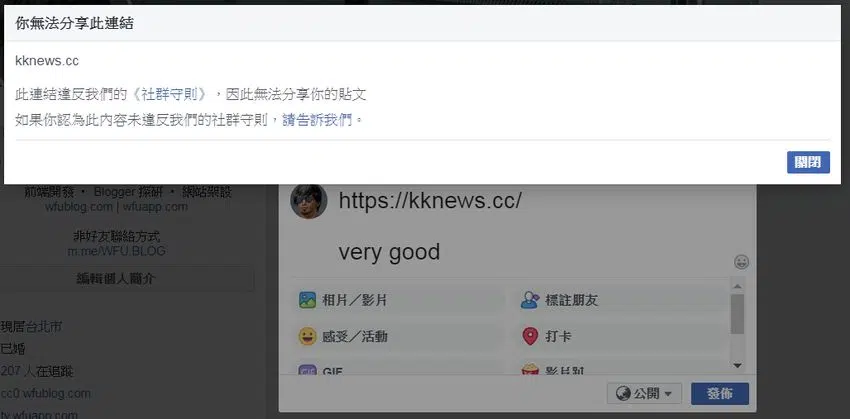 你無法分享此連結
kknews.cc
此連結違反我們的《社群守則》，因此無法分享你的貼文
如果你認為此內容未違反我們的社群守則，請告訴我們。
關閉
前端開發 · Blogger 探研 · 網站架設
wfublog.com | wfuapp.com
非好友聯絡方式
m.me/WFU.BLOG
編輯個人簡介
現居台北市
已婚
207 人在追蹤
cc0.wfublog.com
tv.wfuapp.com
https://kknews.cc/
very good
相片／影片
標註朋友
感受／活動
打卡
GIF
影片趴
公開
發佈